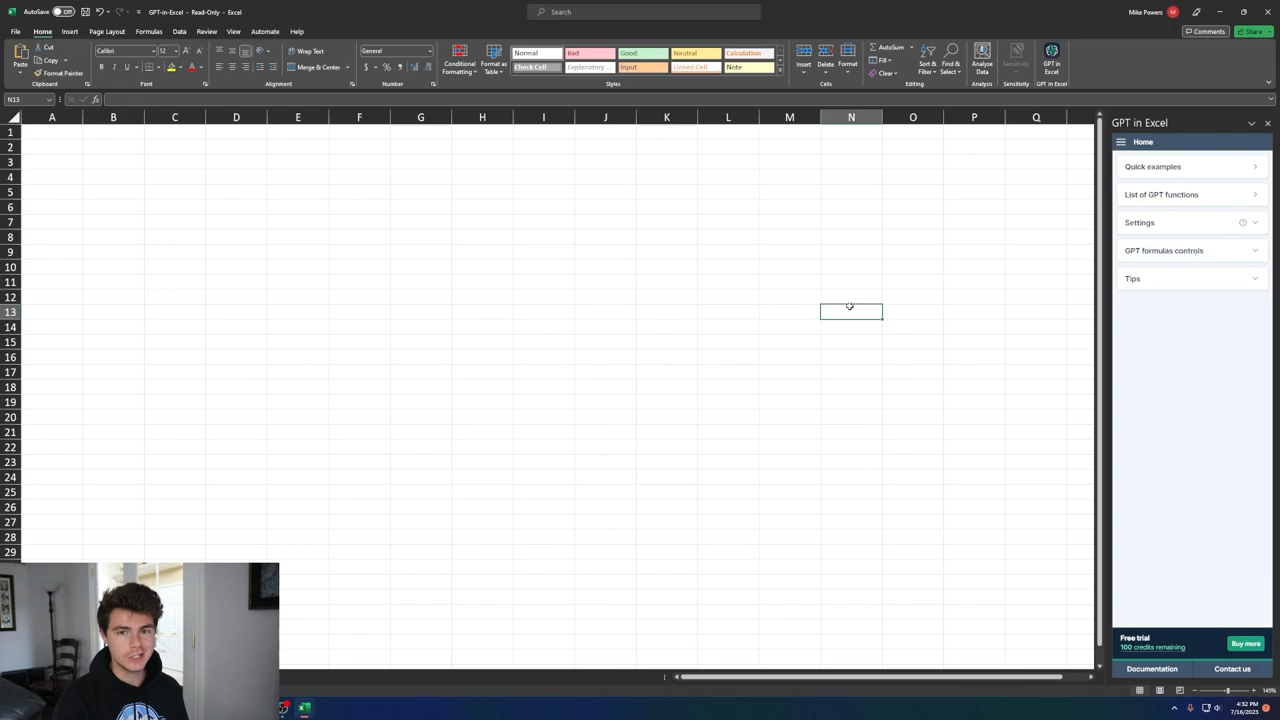 AutoSave Off GPT-in-Excel - Read-Only - Excel Search Mike Powers M
File Home Insert Page Layout Formulas Data Review View Automate Help Comments Share
Paste Cut Copy Format Painter Clipboard
Calibri 12 B I U Font
Wrap Text Merge & Center Alignment
General $ % Number
Conditional Formatting Format as Table
Normal Bad Good Neutral Calculation
Check Cell Explanatory ... Input Linked Cell Note
Styles
Insert Delete Format Cells
AutoSum Fill Clear Sort & Filter Find & Select Editing
Analyze Data Analysis
Sensitivity Sensitivity
GPT in Excel GPT in Excel
N13 fx
A B C D E F G H I J K L M N O P Q
1
2
3
4
5
6
7
8
9
10
11
12
13
14
15
16
17
18
19
20
21
22
23
24
25
26
27
28
29
GPT in Excel
Home
Quick examples
List of GPT functions
Settings
GPT formulas controls
Tips
Free trial
100 credits remaining
Buy more
Documentation Contact us
145%
4:32 PM
7/16/2023